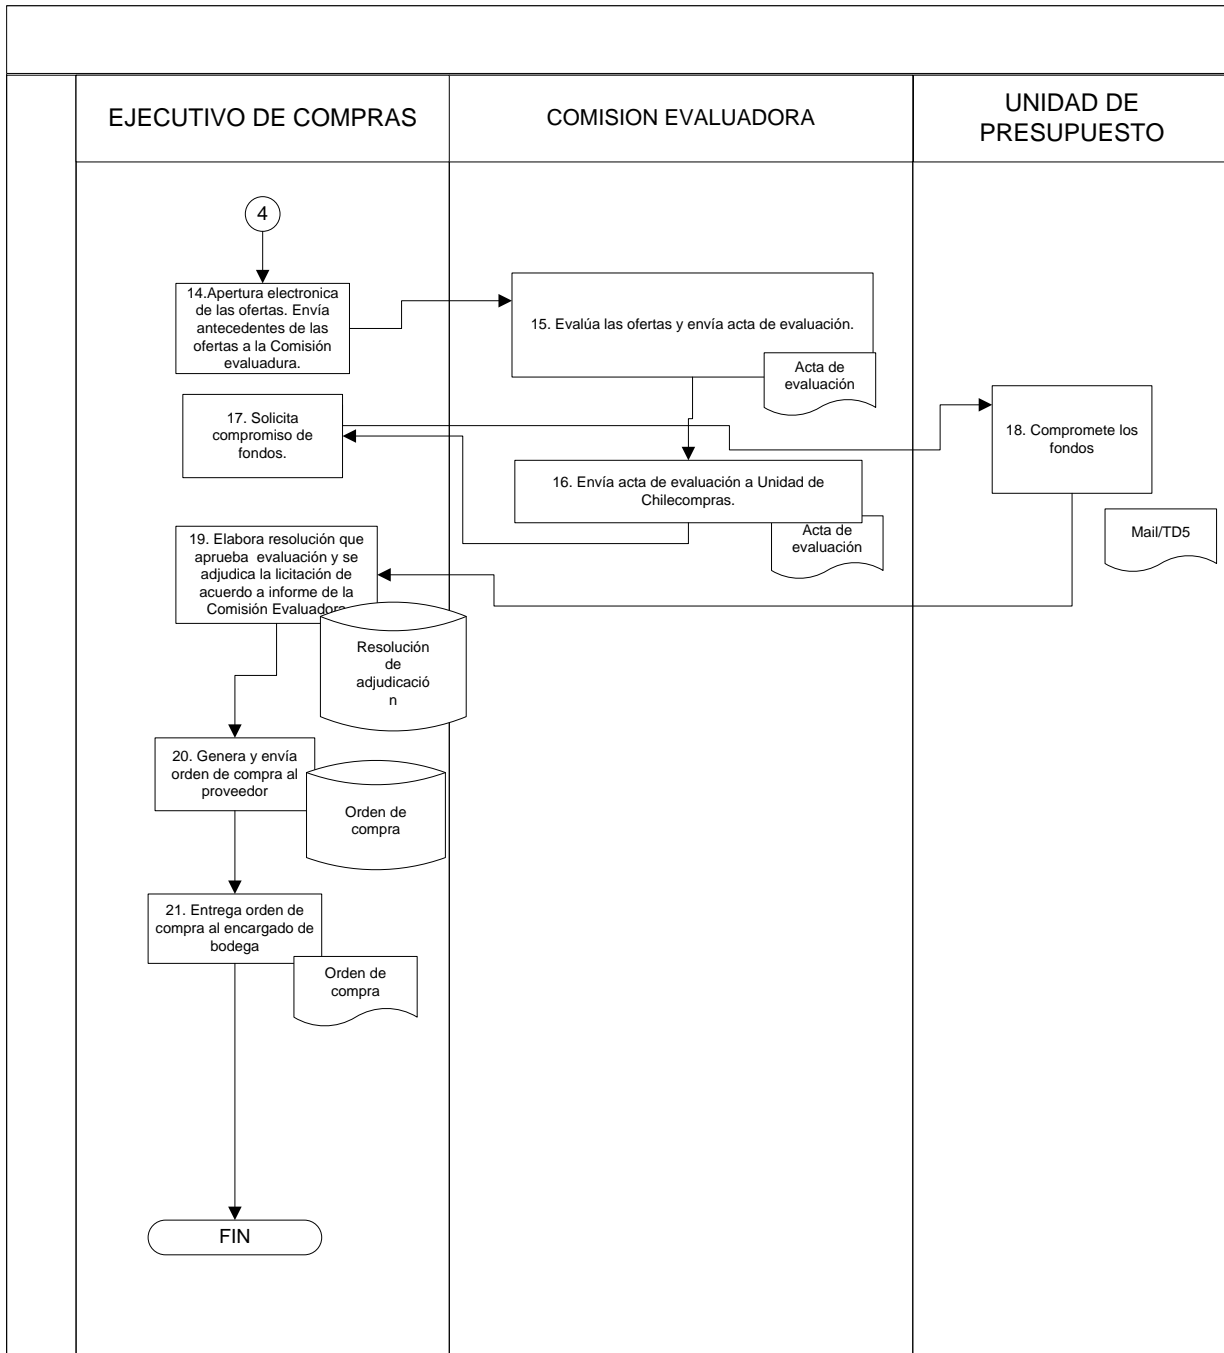 EJECUTIVO DE COMPRAS
COMISION EVALUADORA
UNIDAD DE
PRESUPUESTO
4
14.Apertura electronica
de las ofertas. Envía
antecedentes de las
ofertas a la Comisión
evaluadura.
15. Evalúa las ofertas y envía acta de evaluación.
Acta de
evaluación
17. Solicita
compromiso de
fondos.
18. Compromete los
fondos
16. Envía acta de evaluación a Unidad de
Chilecompras.
Acta de
evaluación
Mail/TD5
19. Elabora resolución que
aprueba  evaluación y se
adjudica la licitación de
acuerdo a informe de la
Comisión Evaluadora
Resolución
de
adjudicació
n
20. Genera y envía
orden de compra al
proveedor
Orden de
compra
21. Entrega orden de
compra al encargado de
bodega
Orden de
compra
FIN